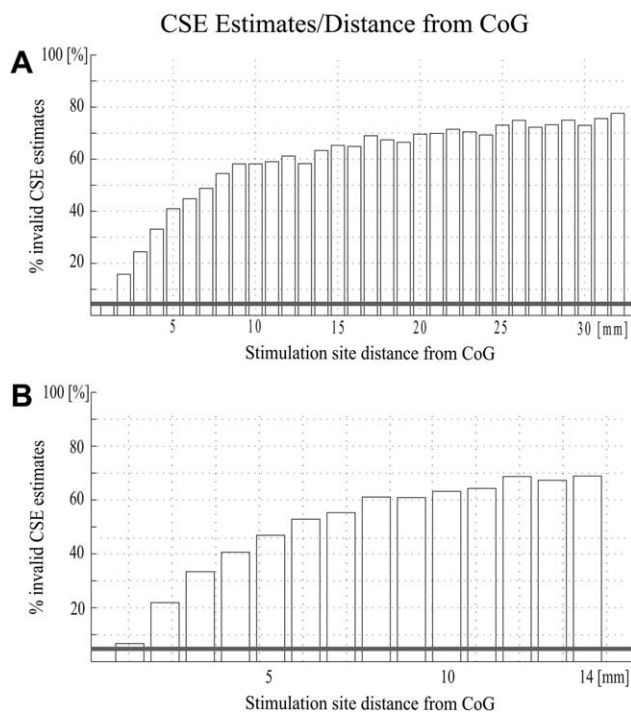 CSE Estimates/Distance from CoG
A
100 [%]
80
60
40
20
% invalid CSE estimates
5 10 15 20 25 30 [mm]
Stimulation site distance from CoG
B
100 [%]
80
60
40
20
% invalid CSE estimates
5 10 14 [mm]
Stimulation site distance from CoG